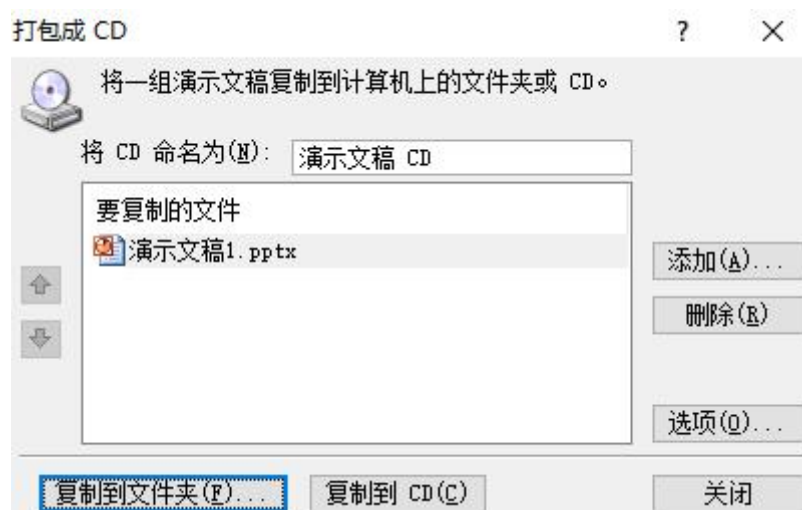 打包成 CD
? ×
将一组演示文稿复制到计算机上的文件夹或 CD。
将 CD 命名为(N): 演示文稿 CD
要复制的文件
演示文稿1.pptx
添加(A)...
删除(R)
选项(O)...
复制到文件夹(F)... 复制到 CD(C) 关闭